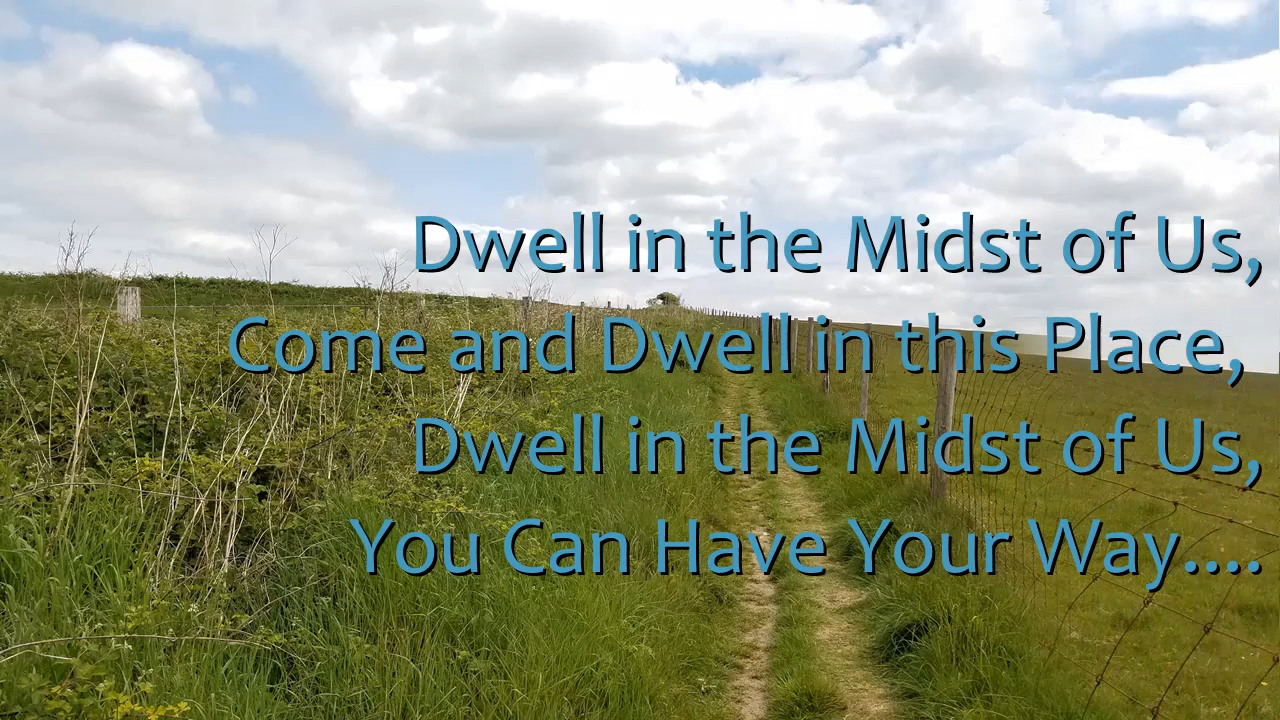 Dwell in the Midst of Us,
Come and Dwell in this Place,
Dwell in the Midst of Us,
You Can Have Your Way....